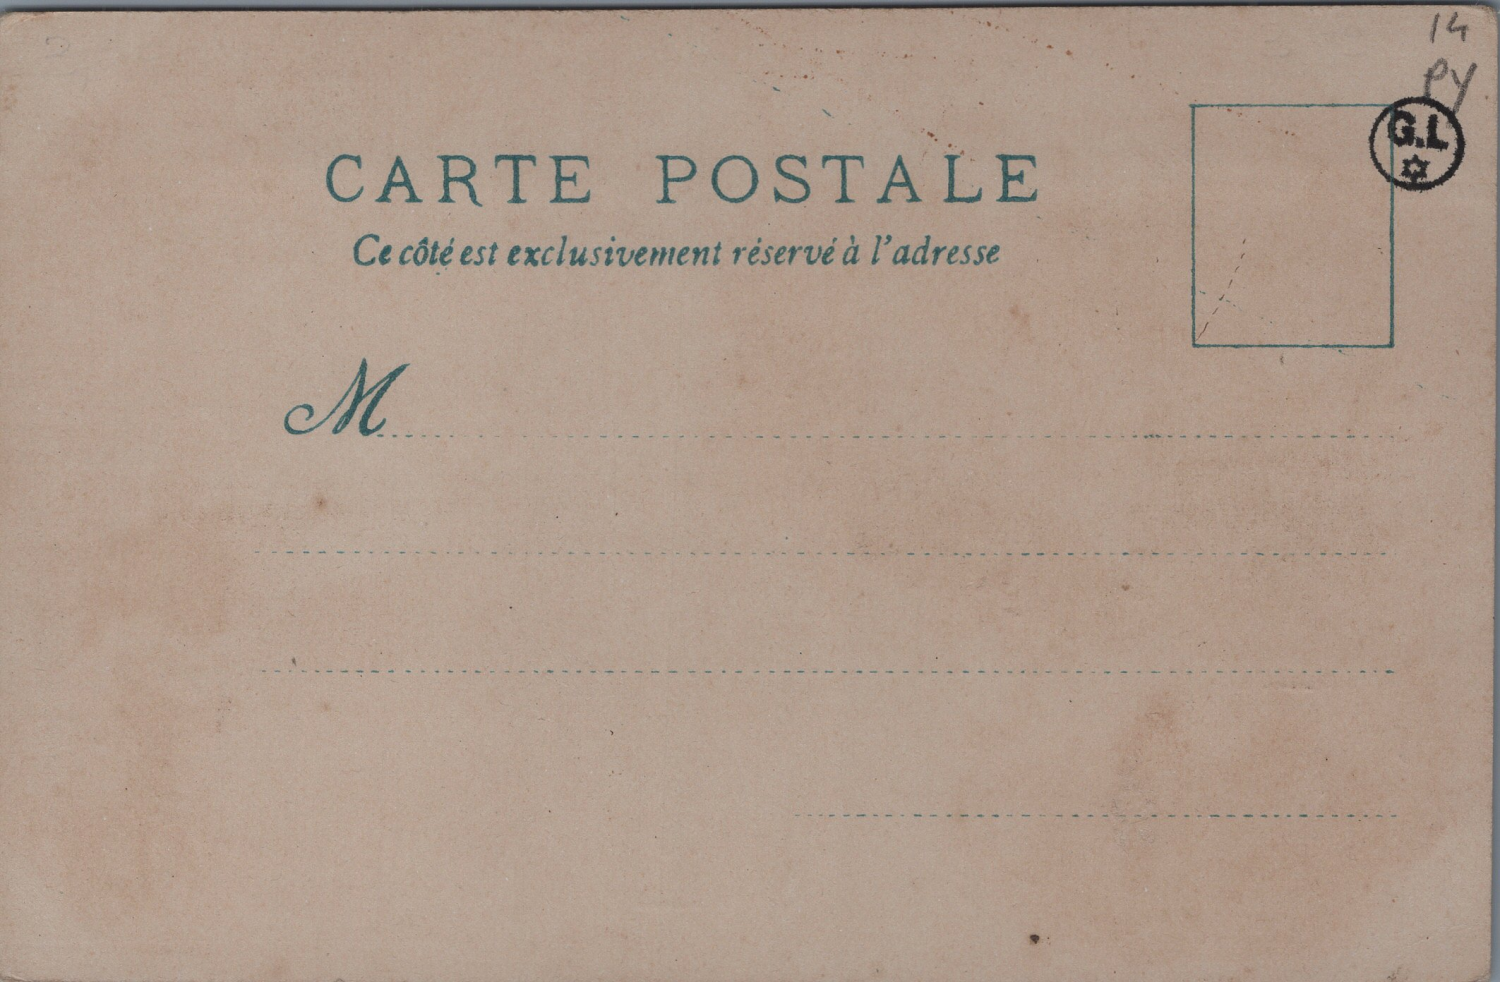 14
PY
G.L
CARTE POSTALE
Ce côté est exclusivement réservé à l'adresse
M